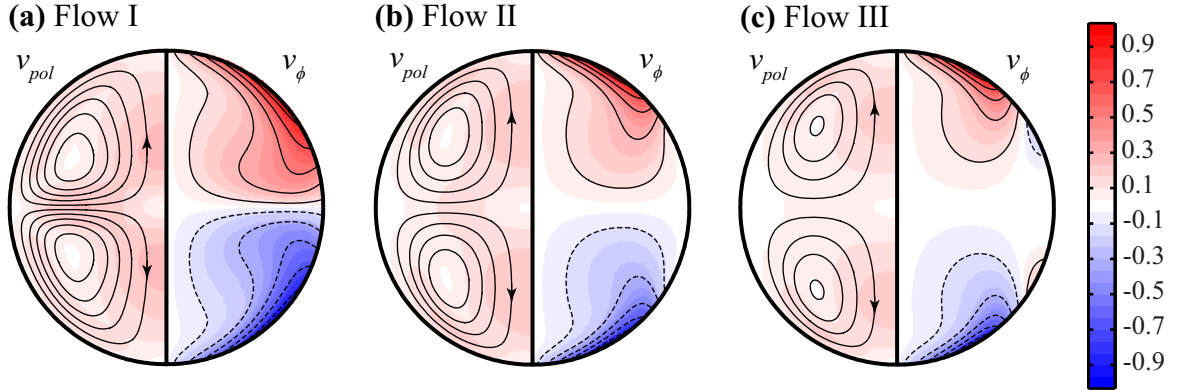 (a) Flow I
(b) Flow II
(c) Flow III
v_pol
v_ϕ
v_pol
v_ϕ
v_pol
v_ϕ
0.9
0.7
0.5
0.3
0.1
-0.1
-0.3
-0.5
-0.7
-0.9